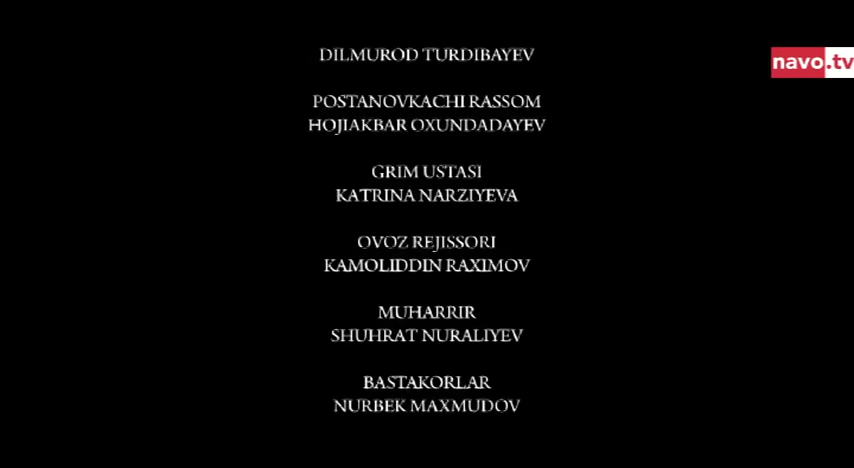 DILMUROD TURDIBAYEV
navo.tv
POSTANOVKACHI RASSOM
HOJIAKBAR OXUNDADAYEV
GRIM USTASI
KATRINA NARZIYEVA
OVOZ REJISSORI
KAMOLIDDIN RAXIMOV
MUHARRIR
SHUHRAT NURALIYEV
BASTAKORLAR
NURBEK MAXMUDOV